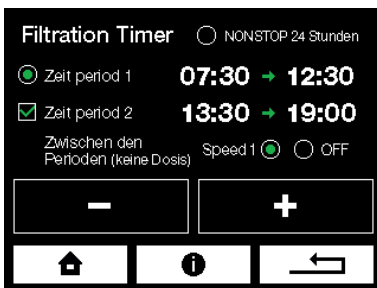 Filtration Timer NONSTOP 24 Stunden
Zeit period 1 07:30 → 12:30
Zeit period 2 13:30 → 19:00
Zwischen den
Perioden (keine Dosis) Speed 1 OFF
− +